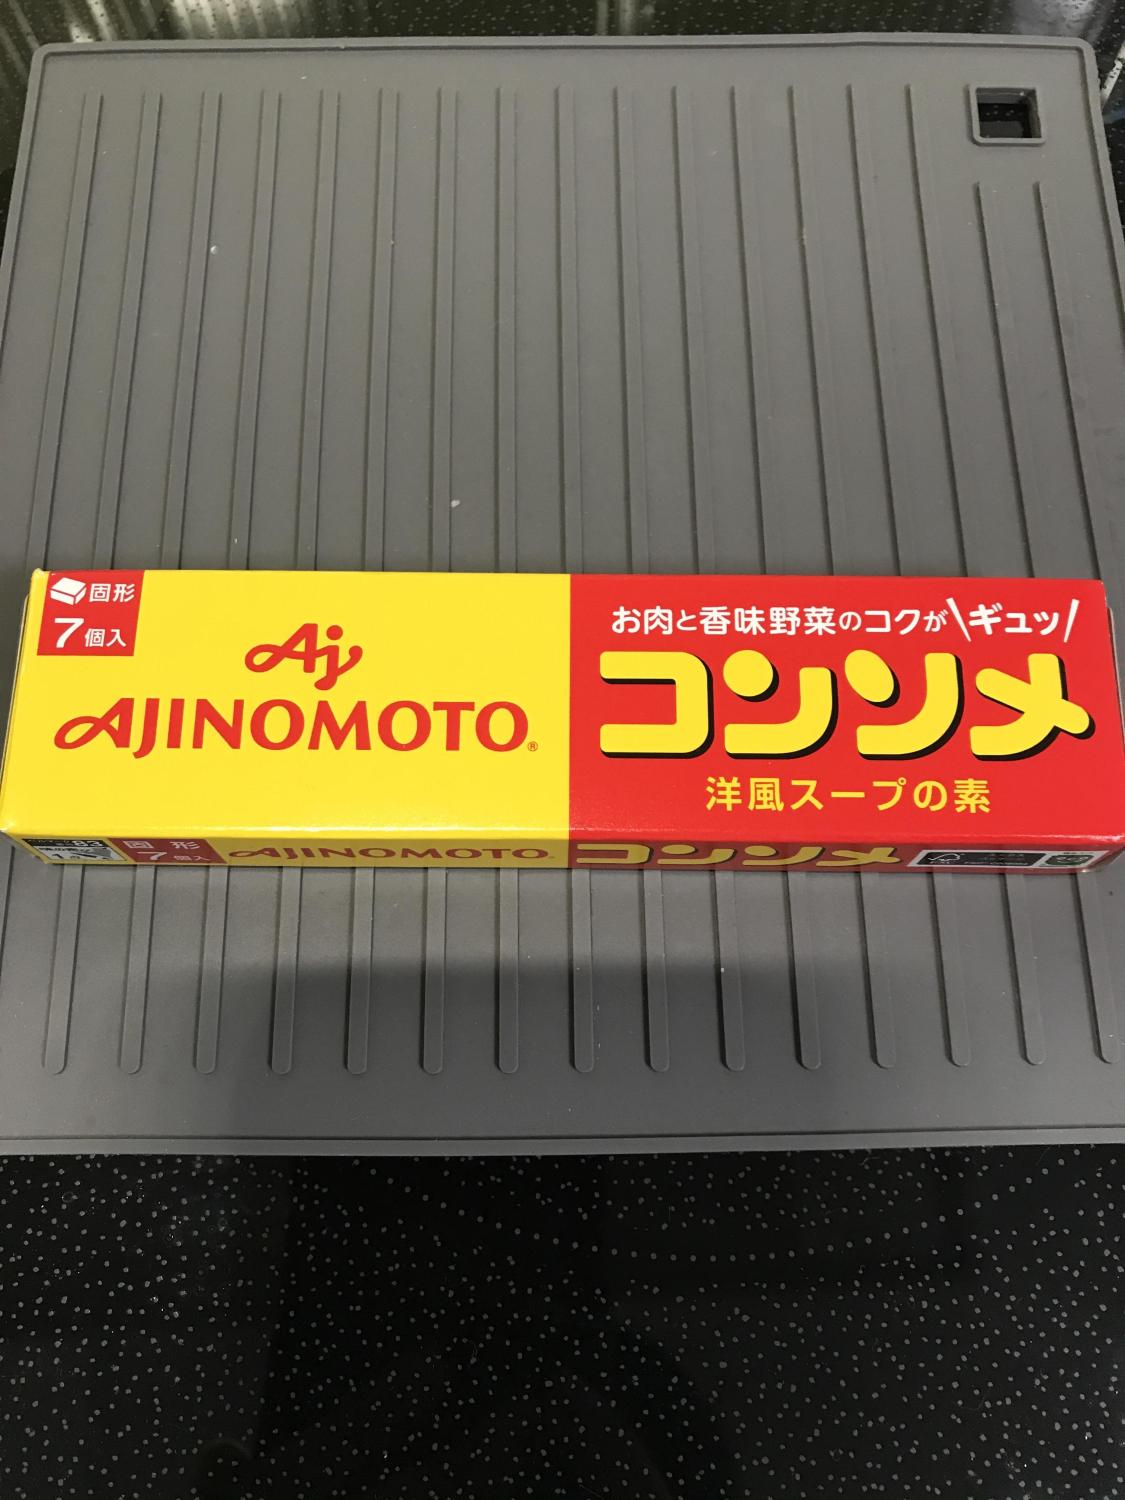 固形
7個入
Aj
AJINOMOTO®
お肉と香味野菜のコクが\ギュッ/
コンソメ
洋風スープの素
固形
7個入
AJINOMOTO®
コンソメ